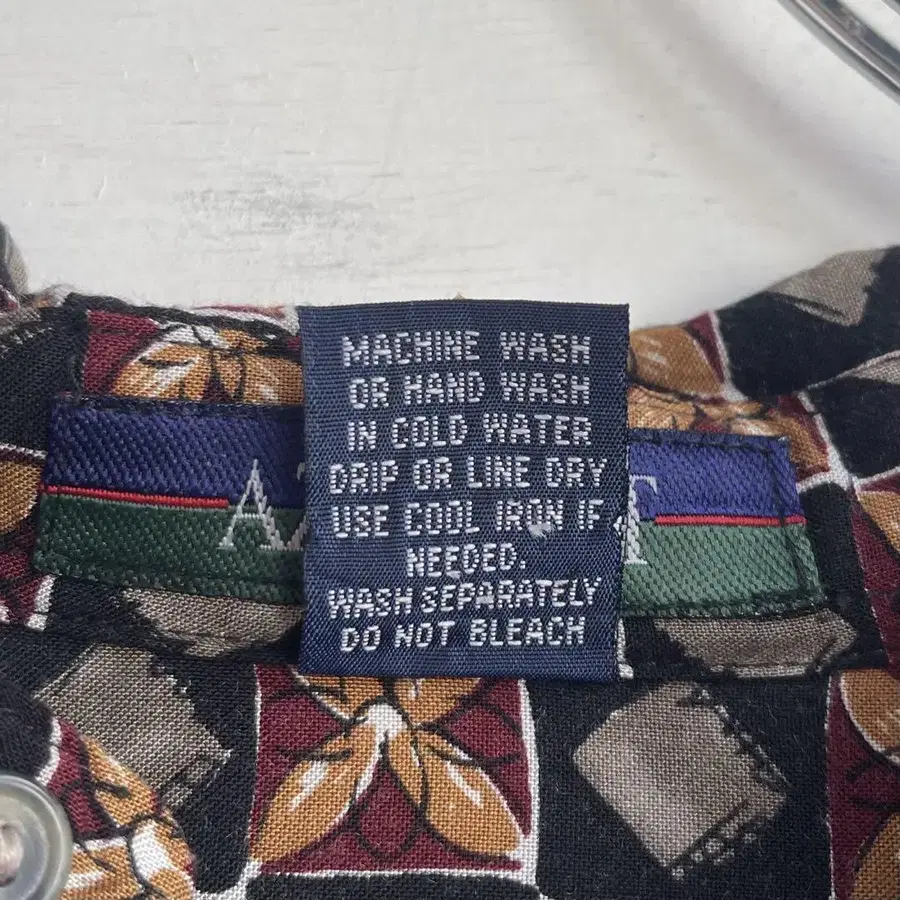 MACHINE WASH
OR HAND WASH
IN COLD WATER
DRIP OR LINE DRY
USE COOL IRON IF
NEEDED.
WASH SEPARATELY
DO NOT BLEACH